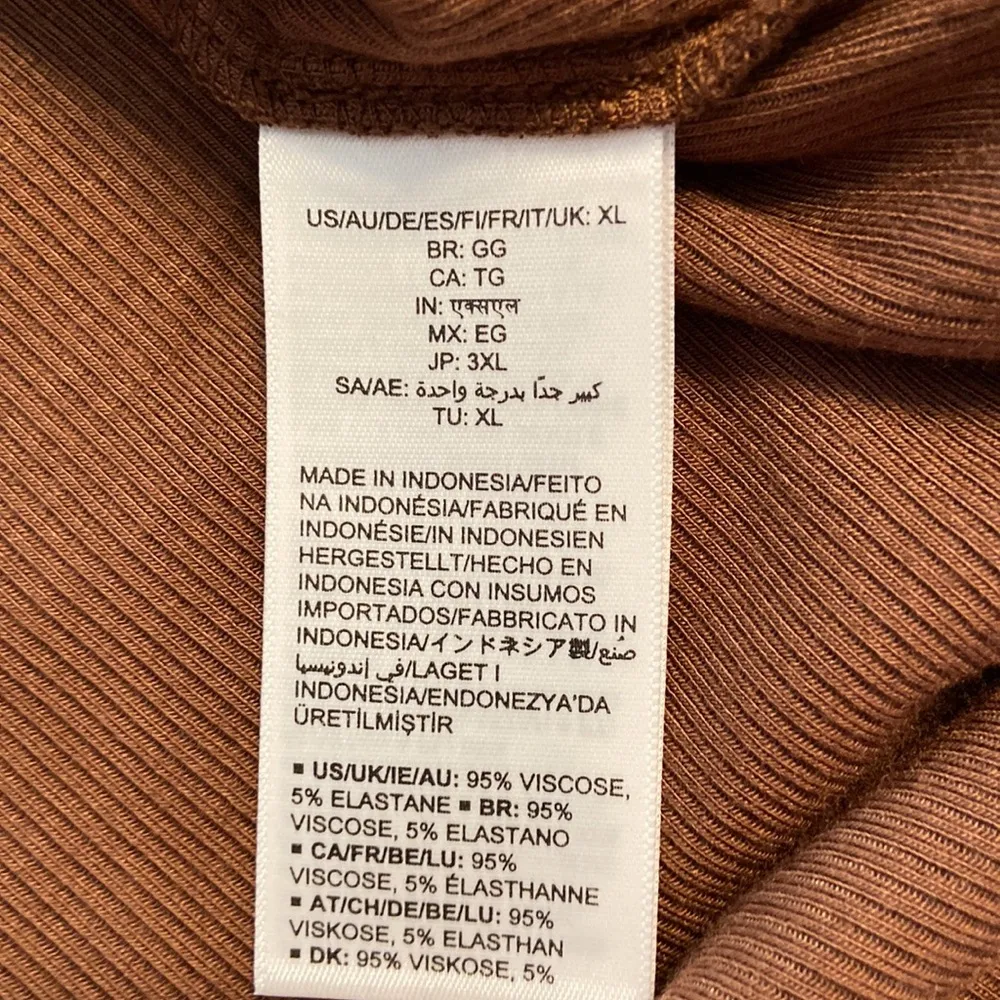 US/AU/DE/ES/FI/FR/IT/UK: XL
BR: GG
CA: TG
IN: एक्सएल
MX: EG
JP: 3XL
SA/AE: كبير جدًا بدرجة واحدة
TU: XL
MADE IN INDONESIA/FEITO
NA INDONÉSIA/FABRIQUÉ EN
INDONÉSIE/IN INDONESIEN
HERGESTELLT/HECHO EN
INDONESIA CON INSUMOS
IMPORTADOS/FABBRICATO IN
INDONESIA/インドネシア製/صُنع
في إندونيسيا/LAGET I
INDONESIA/ENDONEZYA'DA
ÜRETİLMİŞTİR
▪ US/UK/IE/AU: 95% VISCOSE,
5% ELASTANE ▪ BR: 95%
VISCOSE, 5% ELASTANO
▪ CA/FR/BE/LU: 95%
VISCOSE, 5% ÉLASTHANNE
▪ AT/CH/DE/BE/LU: 95%
VISKOSE, 5% ELASTHAN
▪ DK: 95% VISKOSE, 5%